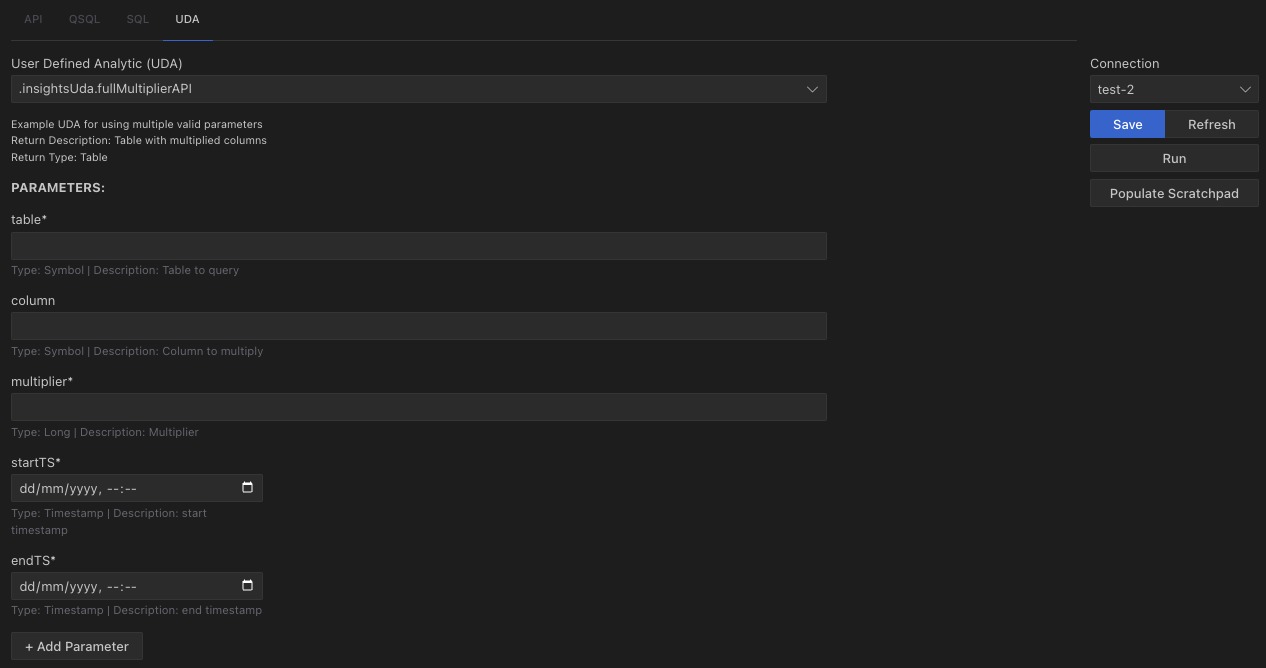 API QSQL SQL UDA
User Defined Analytic (UDA)
.insightsUda.fullMultiplierAPI
Example UDA for using multiple valid parameters
Return Description: Table with multiplied columns
Return Type: Table
PARAMETERS:
table*
Type: Symbol | Description: Table to query
column
Type: Symbol | Description: Column to multiply
multiplier*
Type: Long | Description: Multiplier
startTS*
dd/mm/yyyy, --:--
Type: Timestamp | Description: start
timestamp
endTS*
dd/mm/yyyy, --:--
Type: Timestamp | Description: end timestamp
+ Add Parameter
Connection
test-2
Save Refresh
Run
Populate Scratchpad